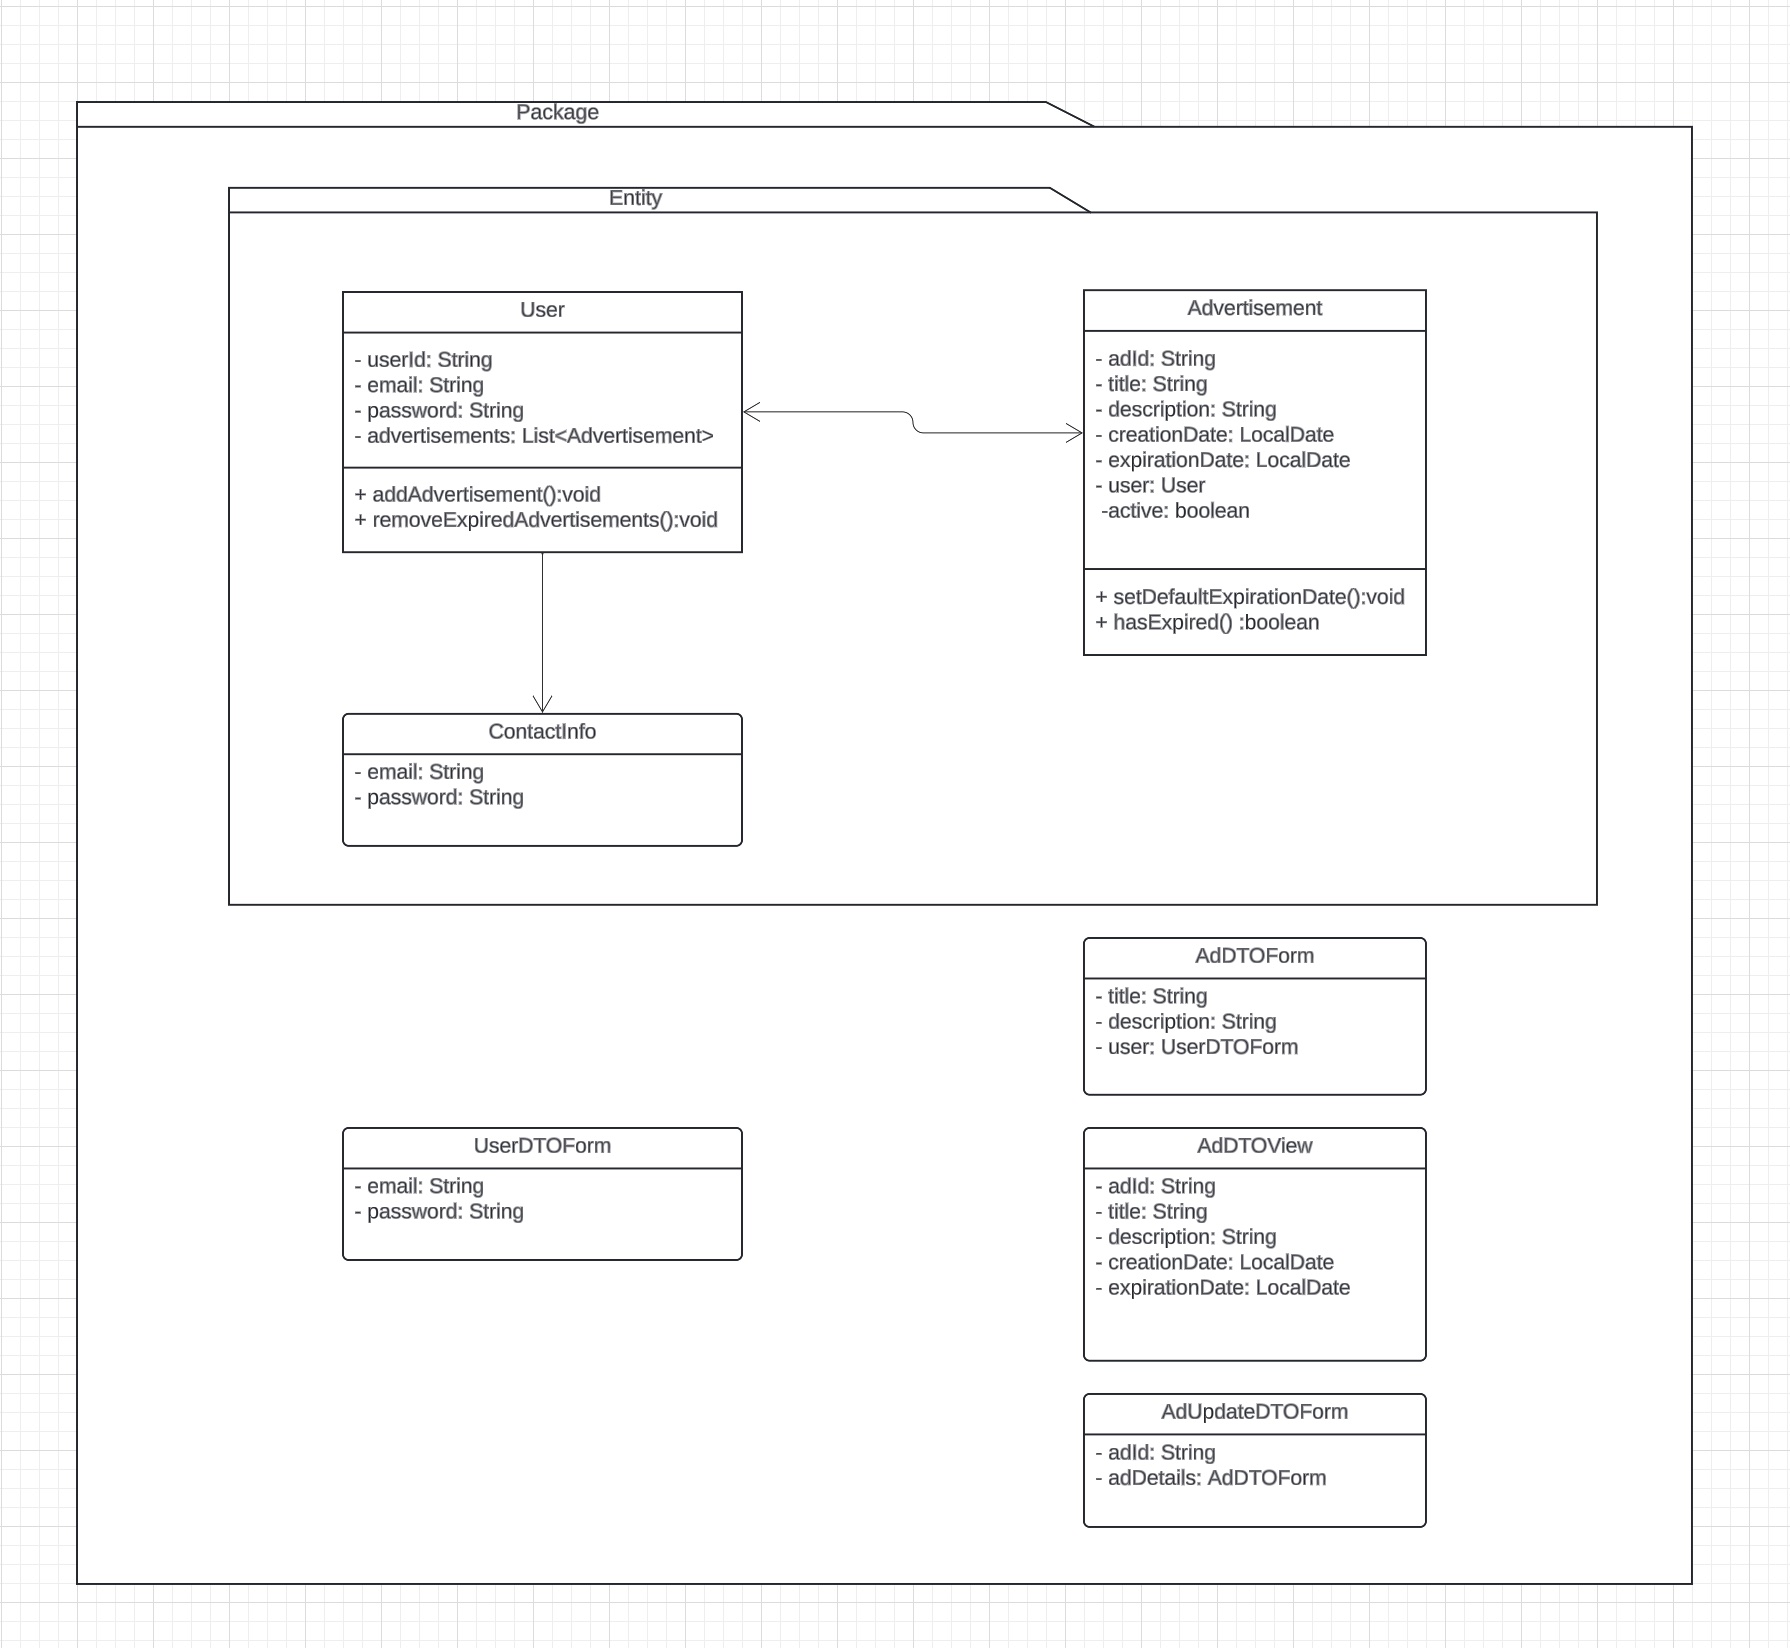 Package
Entity
User
- userId: String
- email: String
- password: String
- advertisements: List<Advertisement>
+ addAdvertisement():void
+ removeExpiredAdvertisements():void
Advertisement
- adId: String
- title: String
- description: String
- creationDate: LocalDate
- expirationDate: LocalDate
- user: User
-active: boolean
+ setDefaultExpirationDate():void
+ hasExpired() :boolean
ContactInfo
- email: String
- password: String
AdDTOForm
- title: String
- description: String
- user: UserDTOForm
UserDTOForm
- email: String
- password: String
AdDTOView
- adId: String
- title: String
- description: String
- creationDate: LocalDate
- expirationDate: LocalDate
AdUpdateDTOForm
- adId: String
- adDetails: AdDTOForm